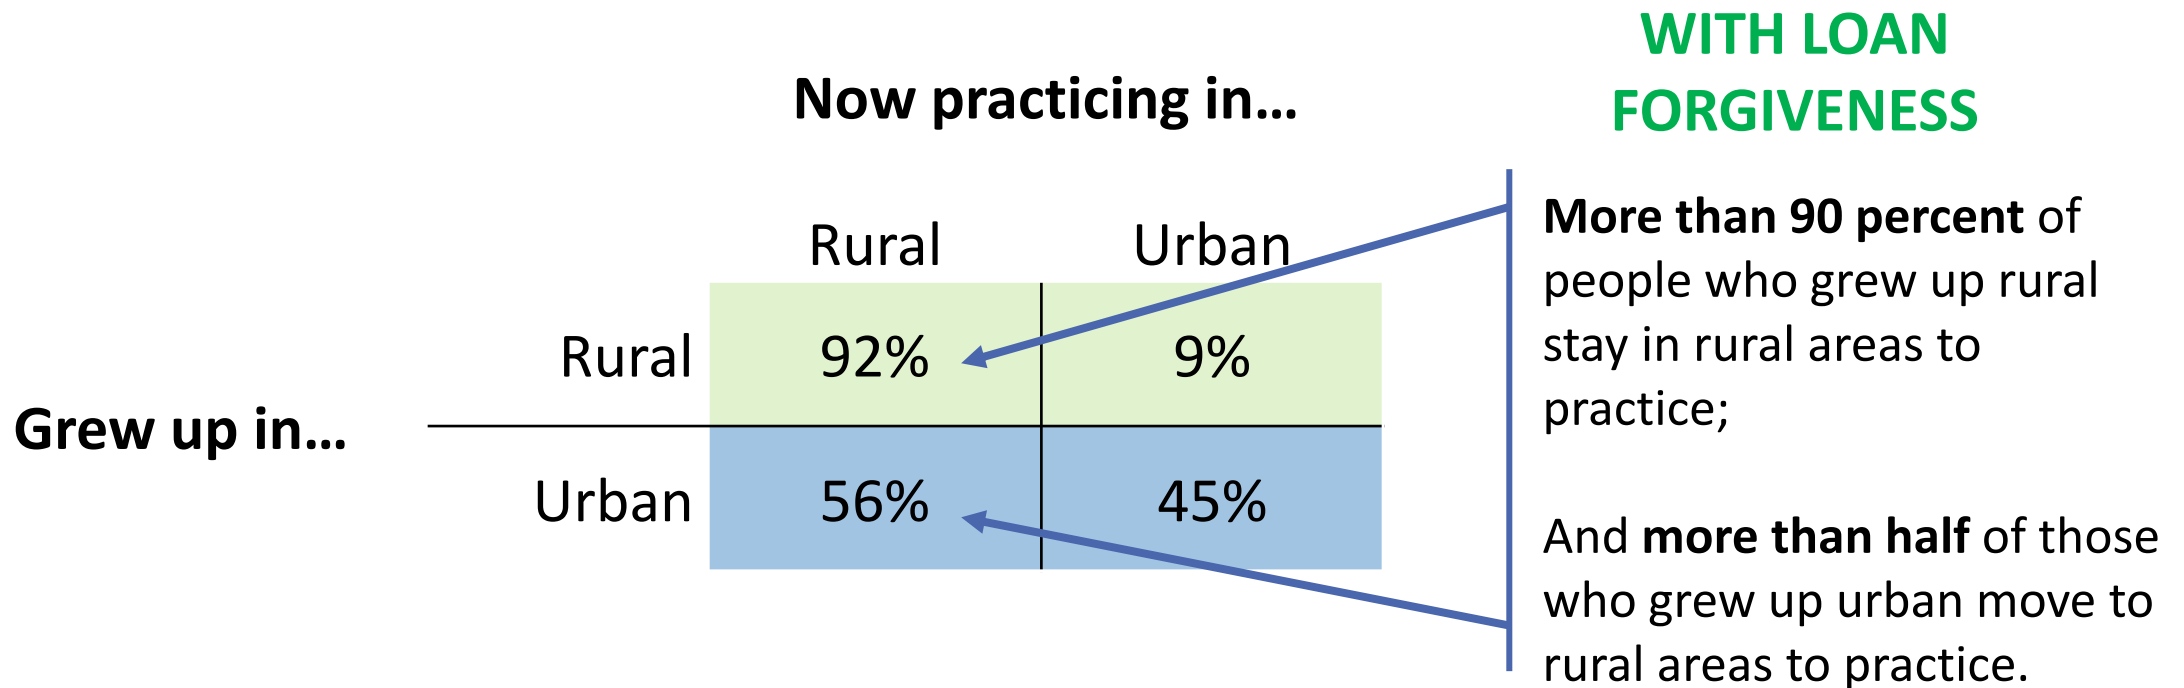 WITH LOAN
FORGIVENESS
Now practicing in…
Rural Urban
Rural 92% 9%
Grew up in…
Urban 56% 45%
More than 90 percent of
people who grew up rural
stay in rural areas to
practice;
And more than half of those
who grew up urban move to
rural areas to practice.